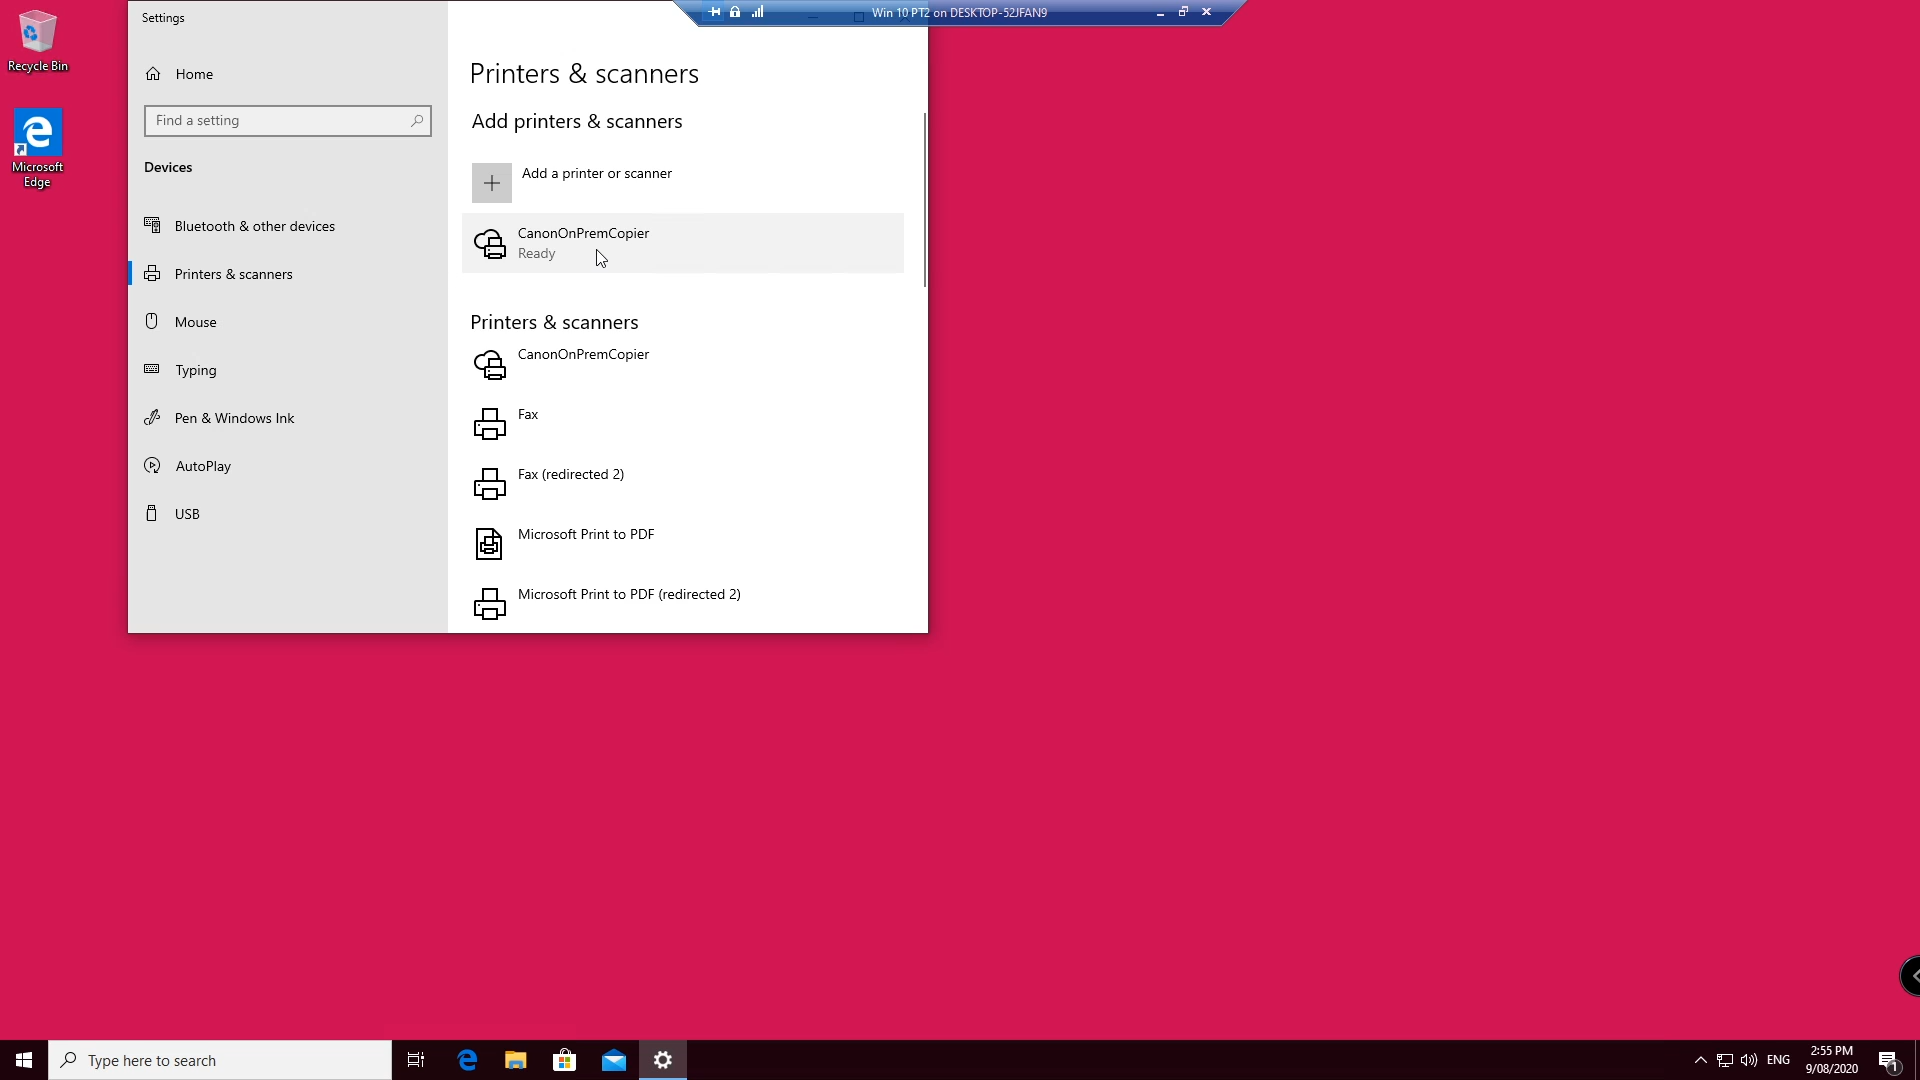 Win 10 PT2 on DESKTOP-52JFAN9
Recycle Bin
Microsoft
Edge
Settings
Home
Find a setting
Devices
Bluetooth & other devices
Printers & scanners
Mouse
Typing
Pen & Windows Ink
AutoPlay
USB
Printers & scanners
Add printers & scanners
Add a printer or scanner
CanonOnPremCopier
Ready
Printers & scanners
CanonOnPremCopier
Fax
Fax (redirected 2)
Microsoft Print to PDF
Microsoft Print to PDF (redirected 2)
Type here to search
ENG
2:55 PM
9/08/2020
1